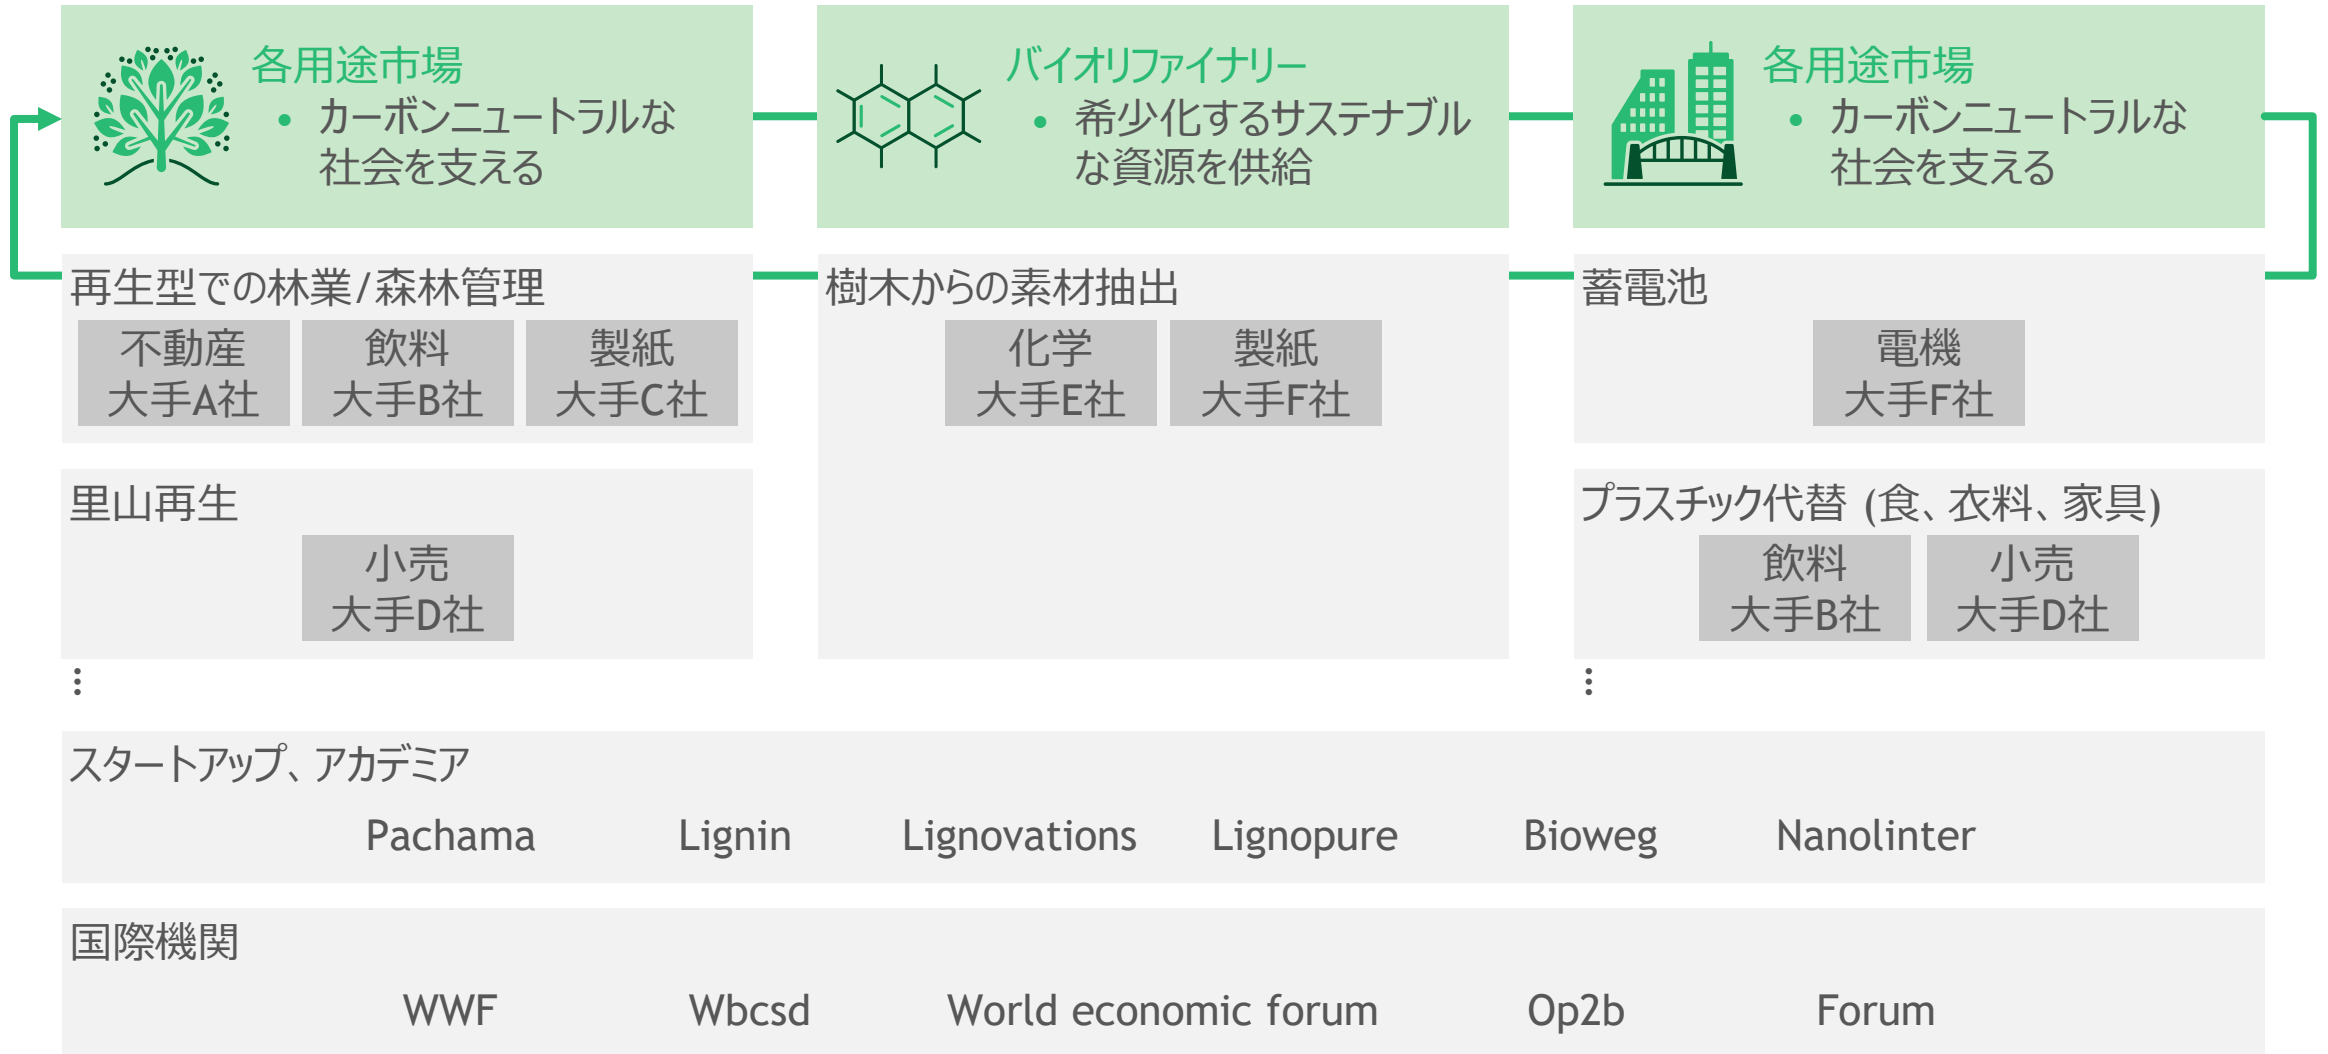 各用途市場
• カーボンニュートラルな
社会を支える
バイオリファイナリー
• 希少化するサステナブル
な資源を供給
各用途市場
• カーボンニュートラルな
社会を支える
再生型での林業/森林管理
不動産
大手A社
飲料
大手B社
製紙
大手C社
里山再生
小売
大手D社
⋮
樹木からの素材抽出
化学
大手E社
製紙
大手F社
蓄電池
電機
大手F社
プラスチック代替 (食、衣料、家具)
飲料
大手B社
小売
大手D社
⋮
スタートアップ、アカデミア
Pachama Lignin Lignovations Lignopure Bioweg Nanolinter
国際機関
WWF Wbcsd World economic forum Op2b Forum